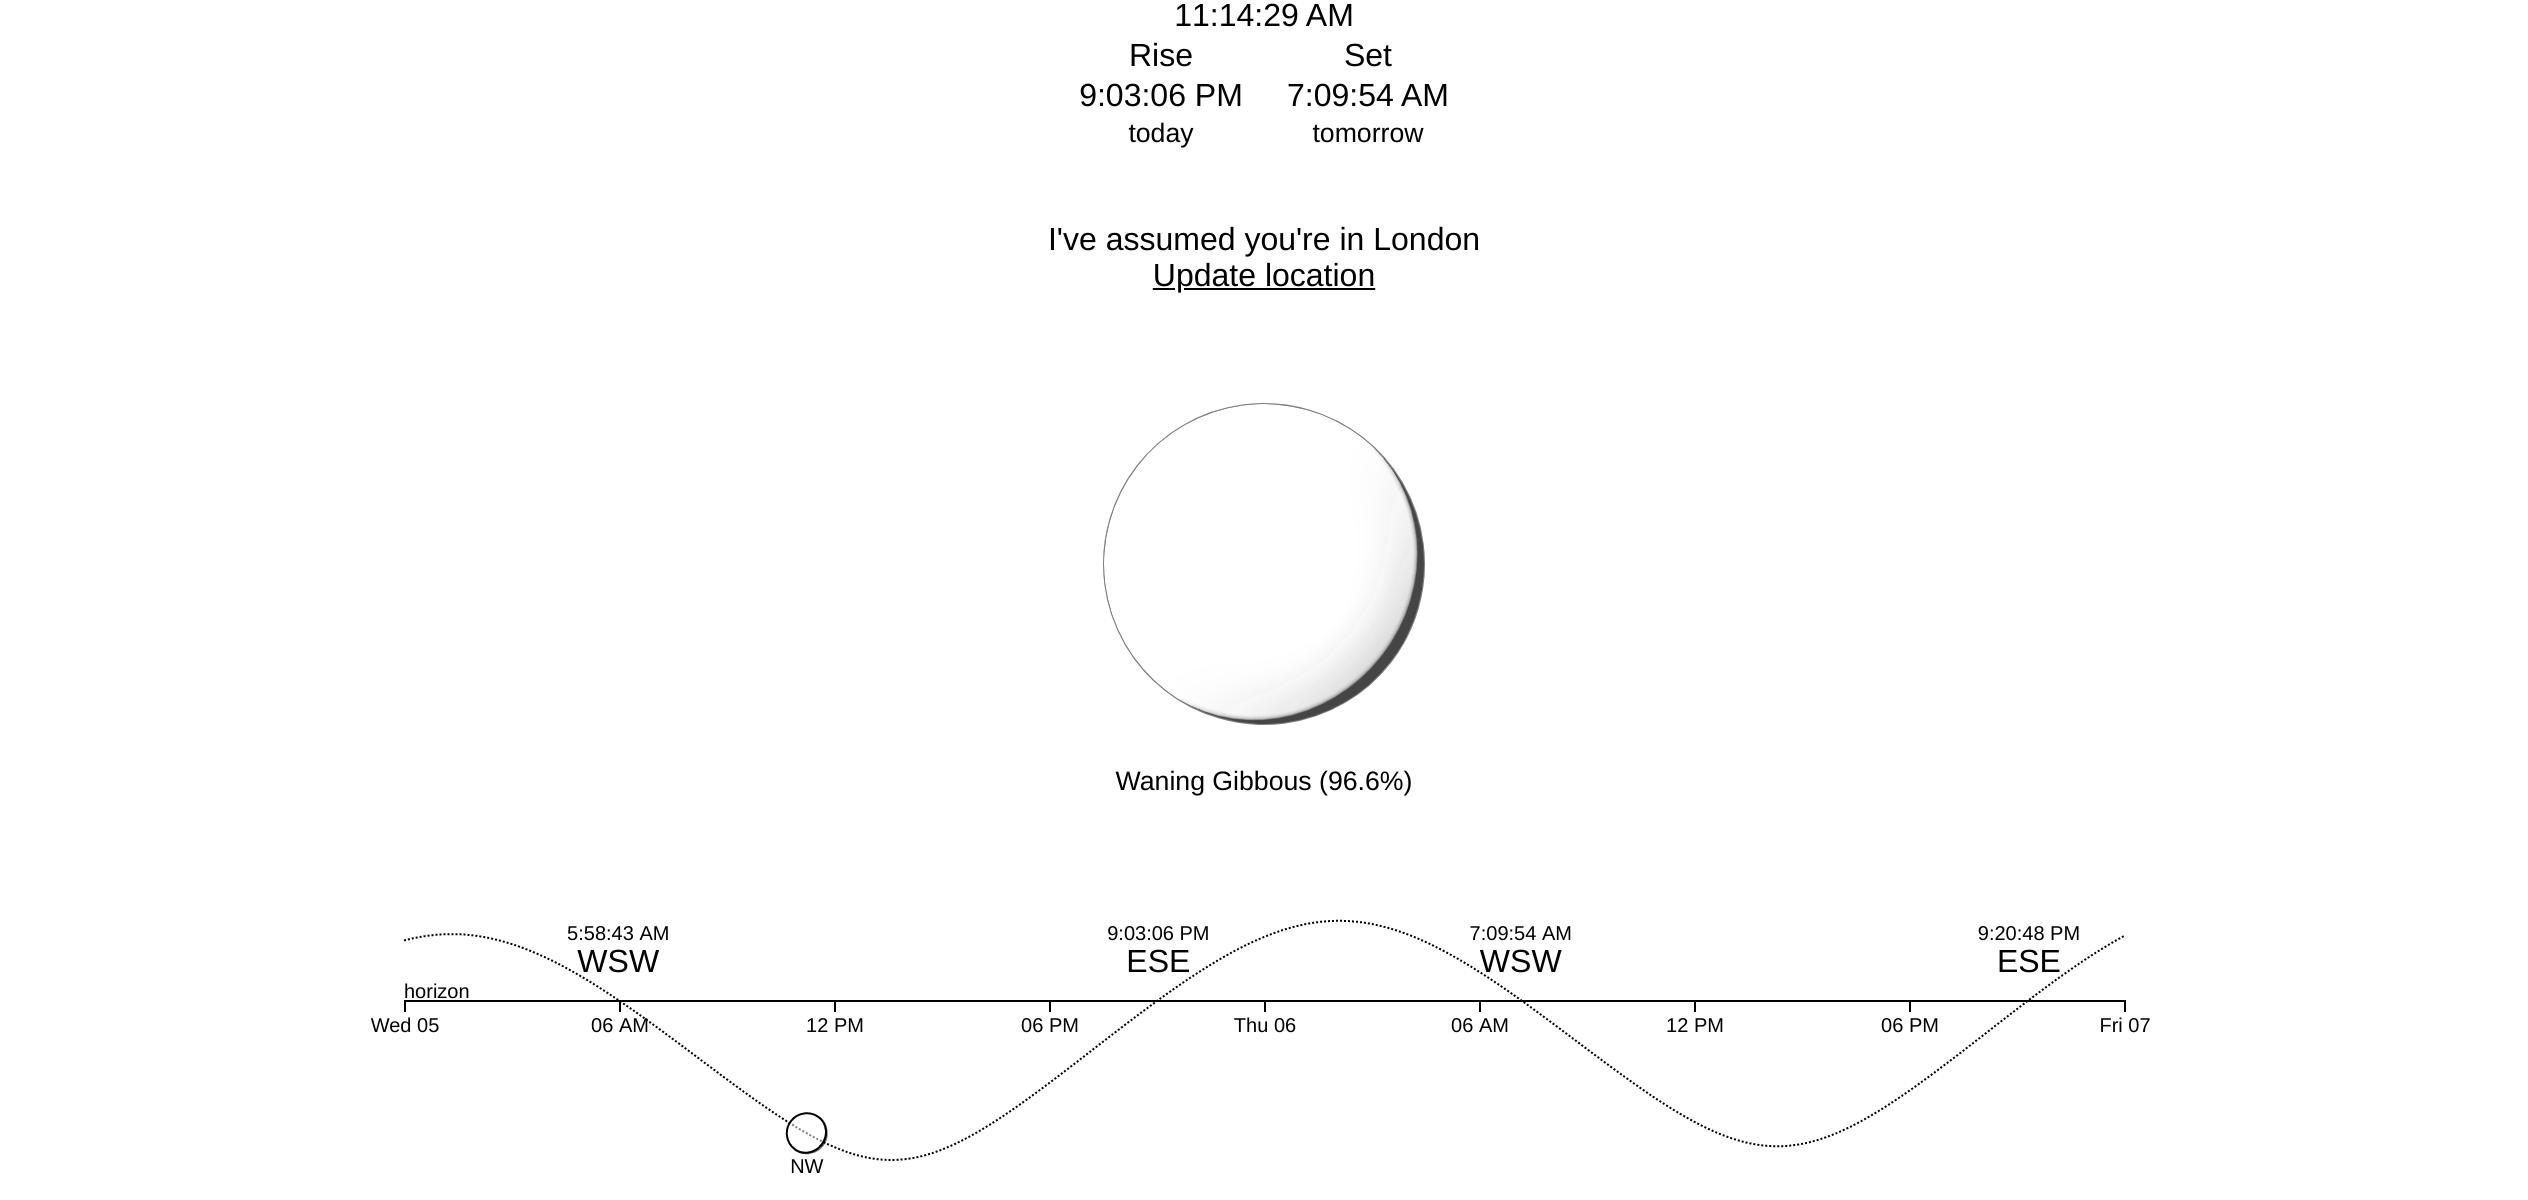 11:14:29 AM
Rise Set
9:03:06 PM 7:09:54 AM
today tomorrow
I've assumed you're in London
Update location
Waning Gibbous (96.6%)
5:58:43 AM 9:03:06 PM 7:09:54 AM 9:20:48 PM
WSW ESE WSW ESE
horizon
Wed 05 06 AM 12 PM 06 PM Thu 06 06 AM 12 PM 06 PM Fri 07
NW